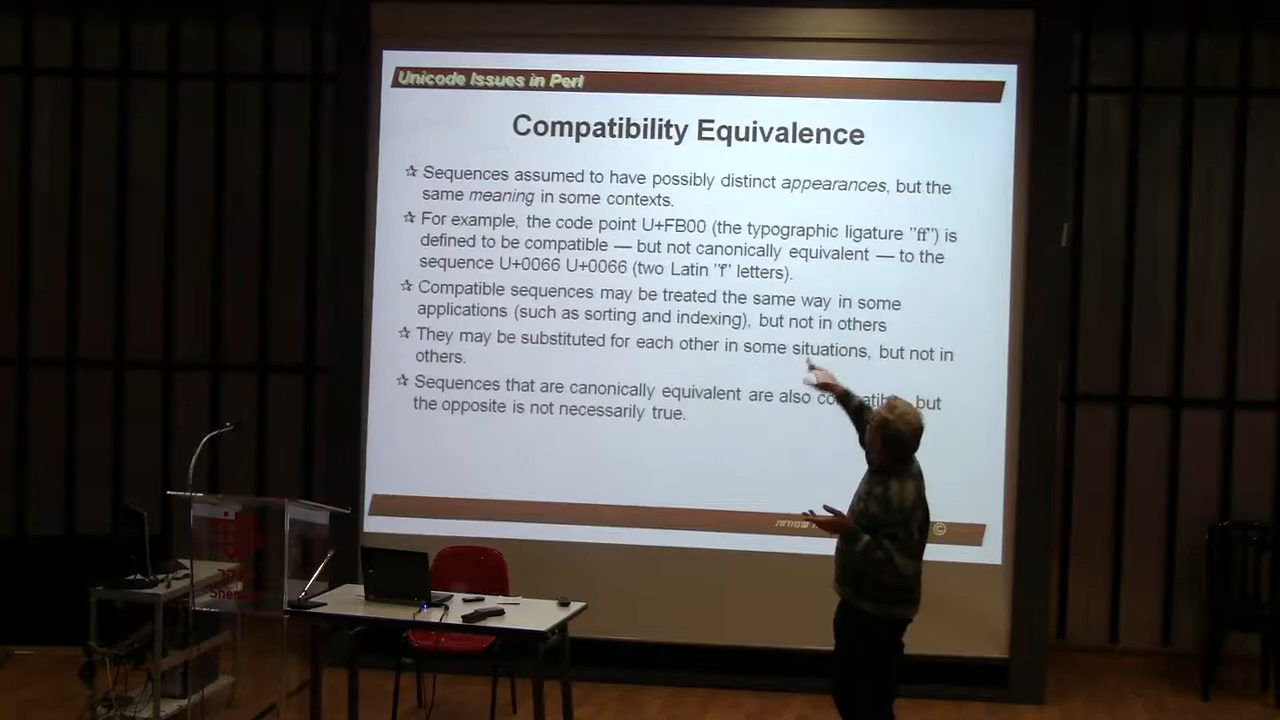 Unicode Issues in Perl
Compatibility Equivalence
Sequences assumed to have possibly distinct appearances, but the
same meaning in some contexts.
For example, the code point U+FB00 (the typographic ligature "ff") is
defined to be compatible — but not canonically equivalent — to the
sequence U+0066 U+0066 (two Latin "f" letters).
Compatible sequences may be treated the same way in some
applications (such as sorting and indexing), but not in others
They may be substituted for each other in some situations, but not in
others.
Sequences that are canonically equivalent are also but
the opposite is not necessarily true.
©